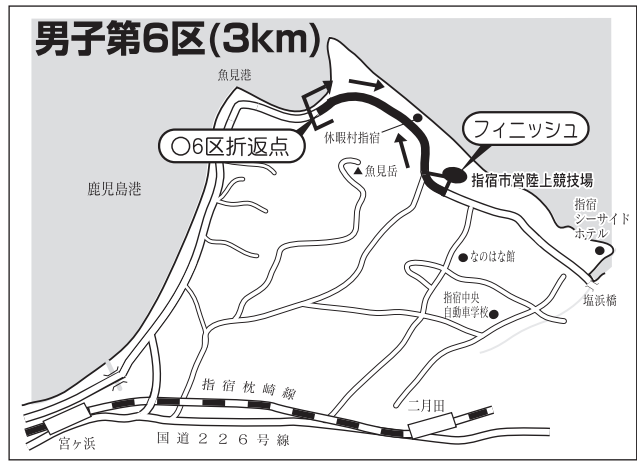 男子第6区(3km)
魚見港
フィニッシュ
休暇村指宿
○6区折返点
魚見岳
指宿市営陸上競技場
鹿児島港
指宿
シーサイド
ホテル
なのはな館
指宿中央
自動車学校
塩浜橋
指宿枕崎線
二月田
宮ヶ浜
国道226号線